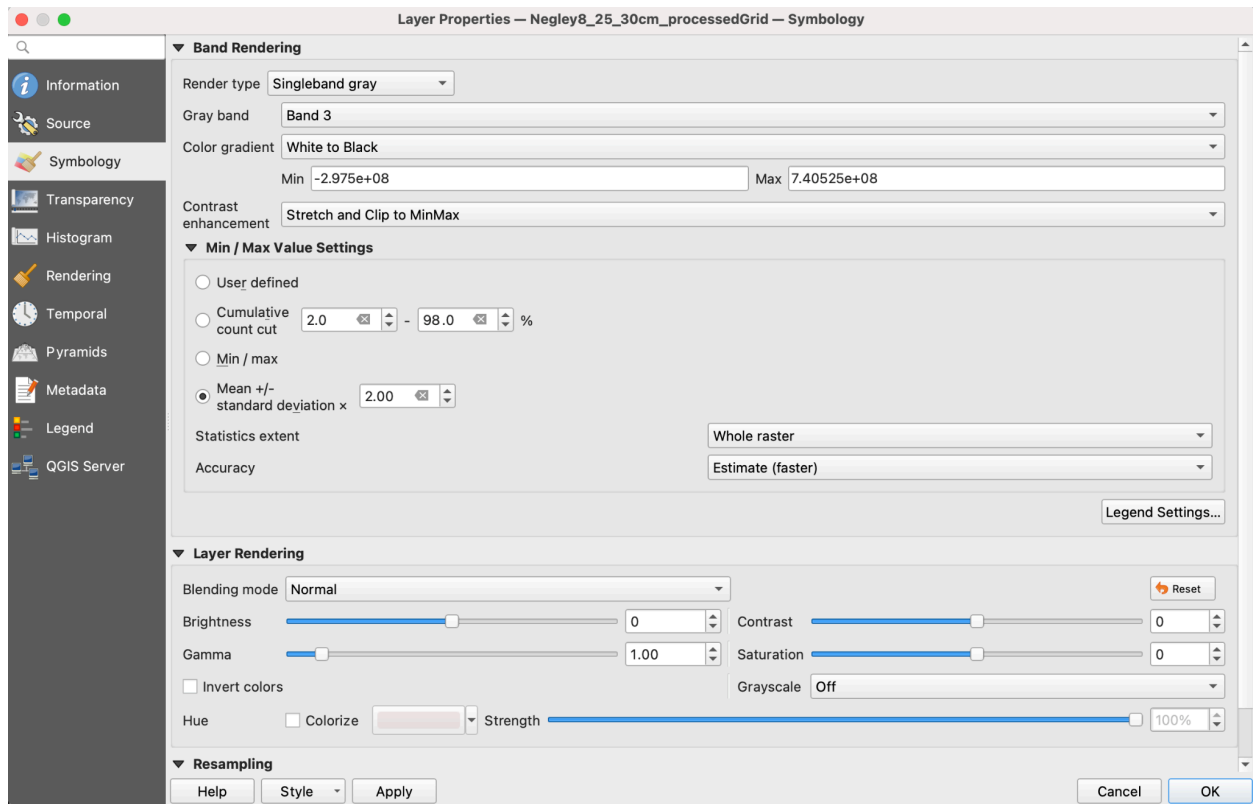 Layer Properties — Negley8_25_30cm_processedGrid — Symbology
Information
Source
Symbology
Transparency
Histogram
Rendering
Temporal
Pyramids
Metadata
Legend
QGIS Server
Band Rendering
Render type Singleband gray
Gray band Band 3
Color gradient White to Black
Min -2.975e+08 Max 7.40525e+08
Contrast
enhancement Stretch and Clip to MinMax
Min / Max Value Settings
User defined
Cumulative
count cut 2.0 - 98.0 %
Min / max
Mean +/-
standard deviation × 2.00
Statistics extent Whole raster
Accuracy Estimate (faster)
Legend Settings...
Layer Rendering
Blending mode Normal Reset
Brightness 0 Contrast 0
Gamma 1.00 Saturation 0
Invert colors Grayscale Off
Hue Colorize Strength 100%
Resampling
Help Style Apply Cancel OK